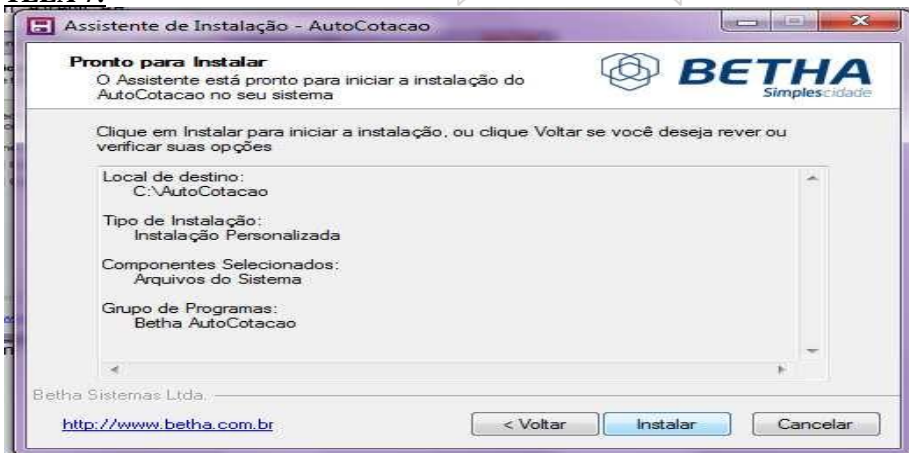 Assistente de Instalação - AutoCotacao
Pronto para Instalar
O Assistente está pronto para iniciar a instalação do
AutoCotacao no seu sistema
BETHA
Simplescidade
Clique em Instalar para iniciar a instalação, ou clique Voltar se você deseja rever ou
verificar suas opções
Local de destino:
C:\AutoCotacao
Tipo de Instalação:
Instalação Personalizada
Componentes Selecionados:
Arquivos do Sistema
Grupo de Programas:
Betha AutoCotacao
Betha Sistemas Ltda.
http://www.betha.com.br
< Voltar
Instalar
Cancelar